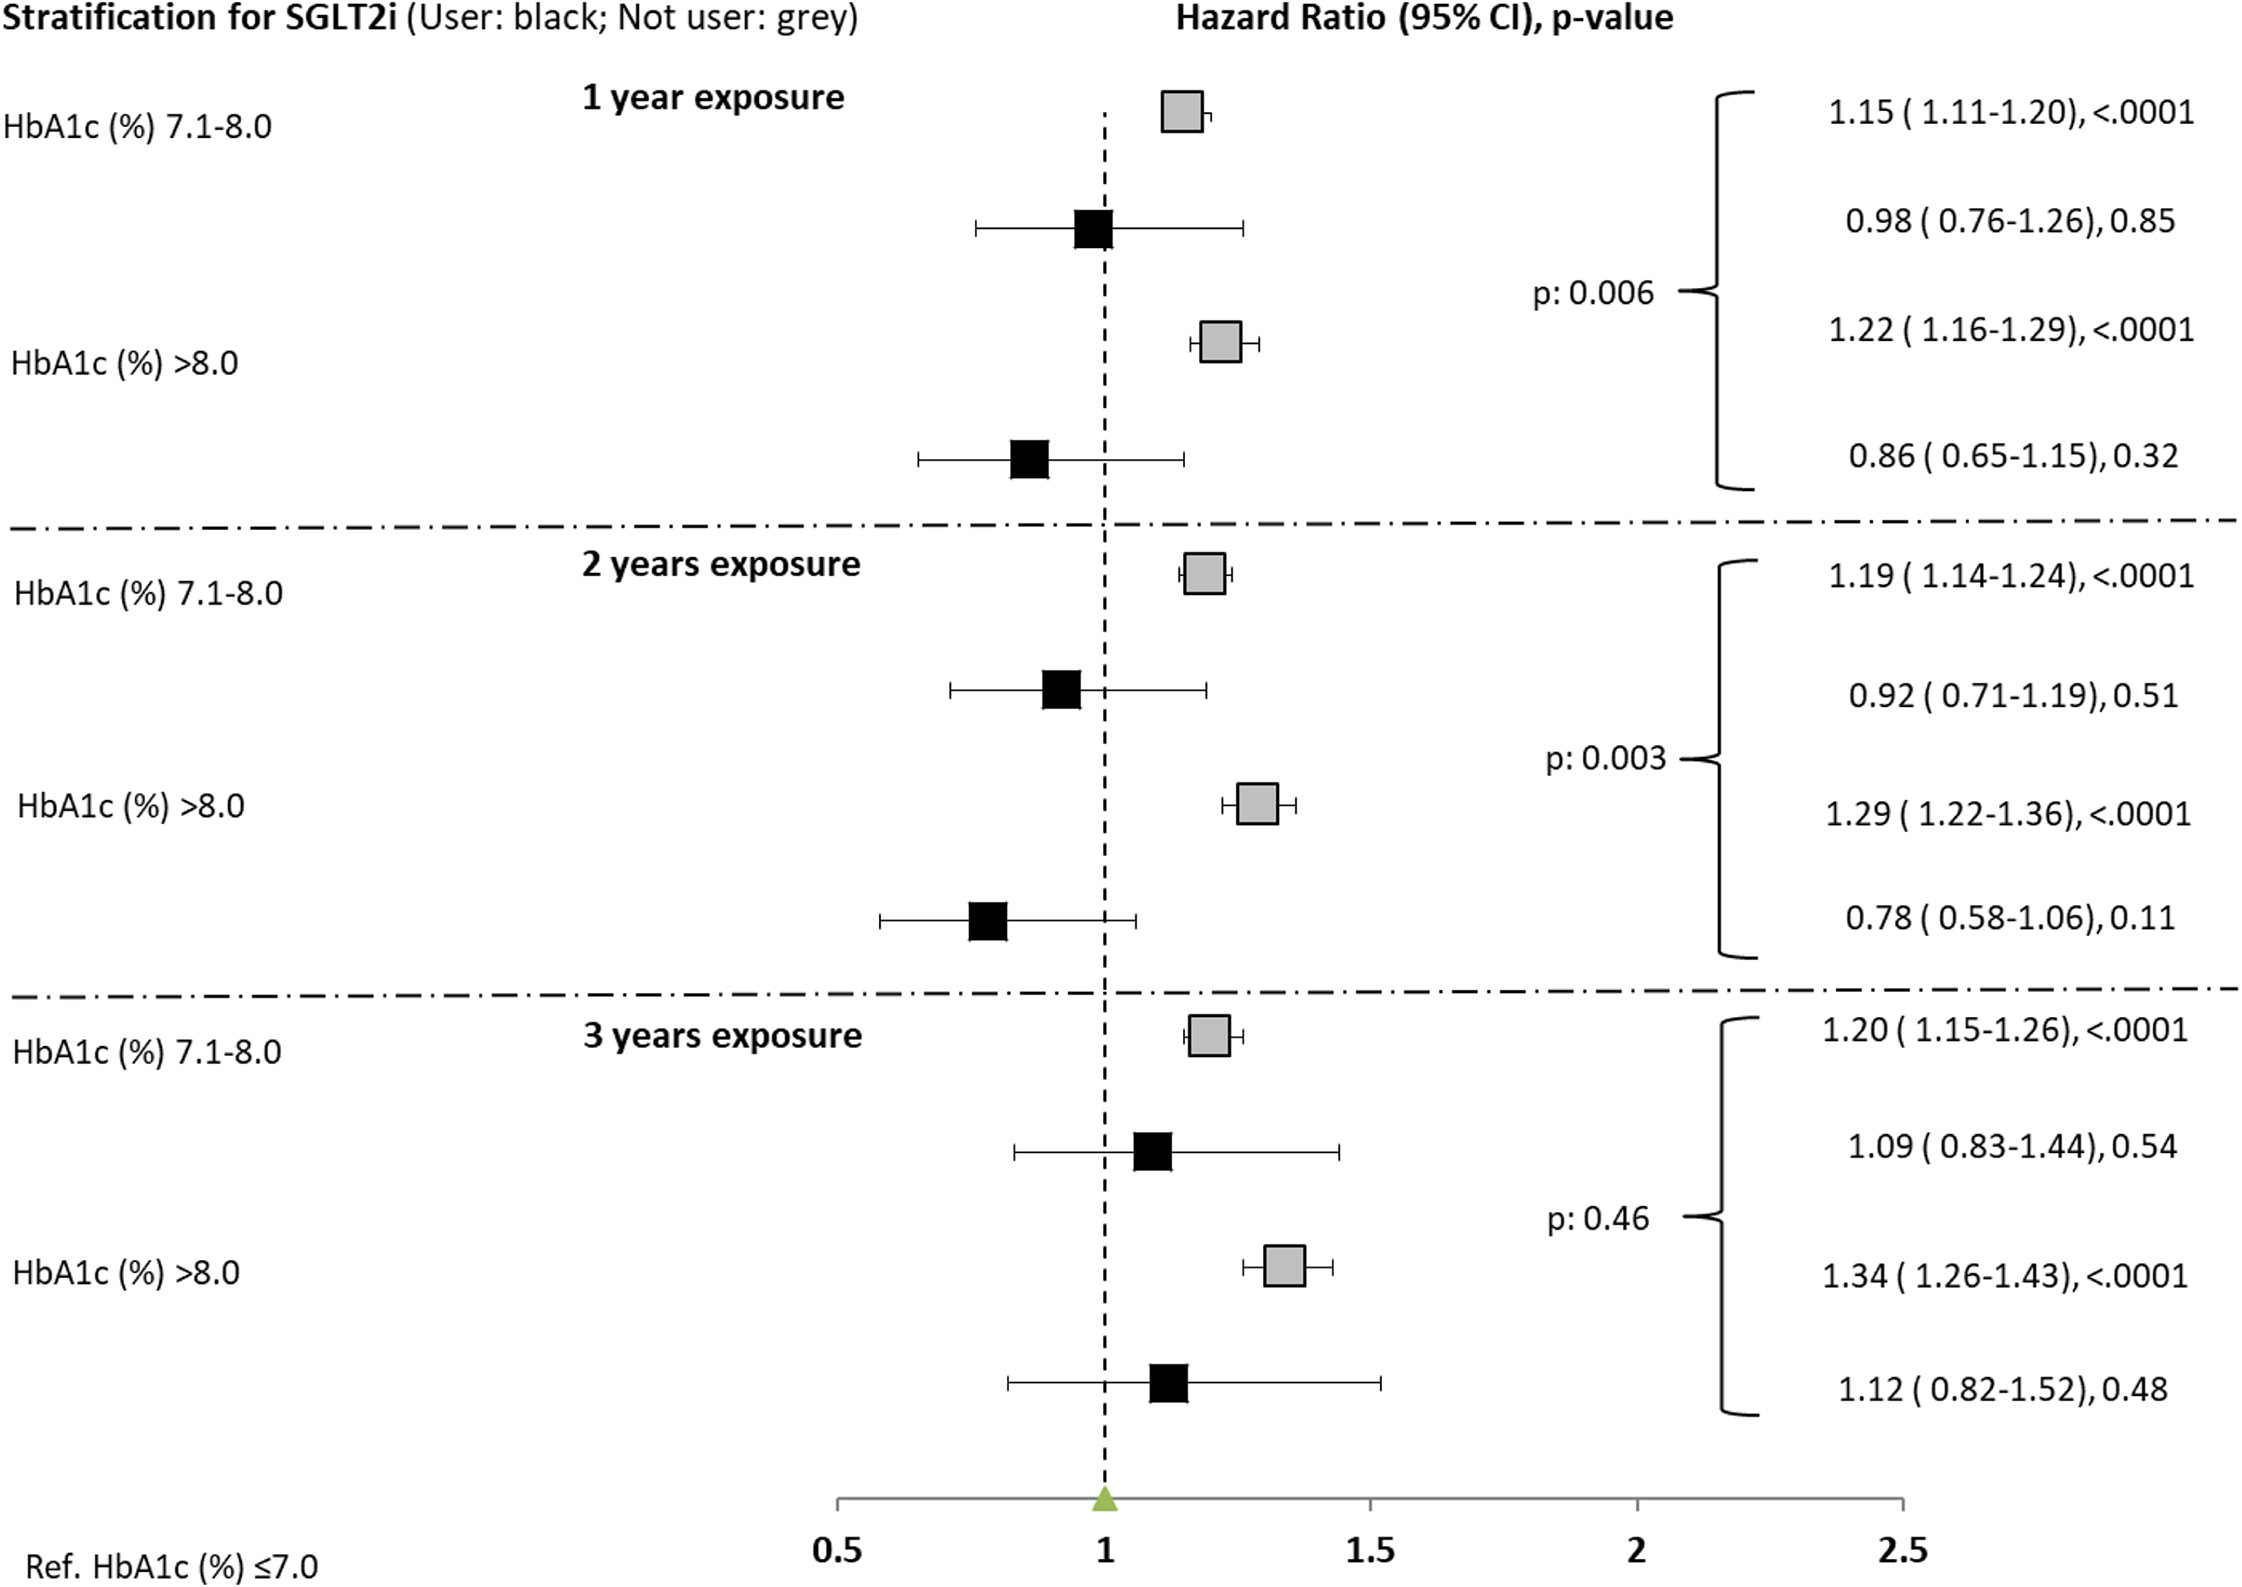 Stratification for SGLT2i (User: black; Not user: grey)
Hazard Ratio (95% CI), p-value
1 year exposure
HbA1c (%) 7.1-8.0
1.15 ( 1.11-1.20), <.0001
0.98 ( 0.76-1.26), 0.85
p: 0.006
1.22 ( 1.16-1.29), <.0001
HbA1c (%) >8.0
0.86 ( 0.65-1.15), 0.32
2 years exposure
HbA1c (%) 7.1-8.0
1.19 ( 1.14-1.24), <.0001
0.92 ( 0.71-1.19), 0.51
p: 0.003
HbA1c (%) >8.0
1.29 ( 1.22-1.36), <.0001
0.78 ( 0.58-1.06), 0.11
3 years exposure
HbA1c (%) 7.1-8.0
1.20 ( 1.15-1.26), <.0001
1.09 ( 0.83-1.44), 0.54
p: 0.46
HbA1c (%) >8.0
1.34 ( 1.26-1.43), <.0001
1.12 ( 0.82-1.52), 0.48
0.5 1 1.5 2 2.5
Ref. HbA1c (%) ≤7.0